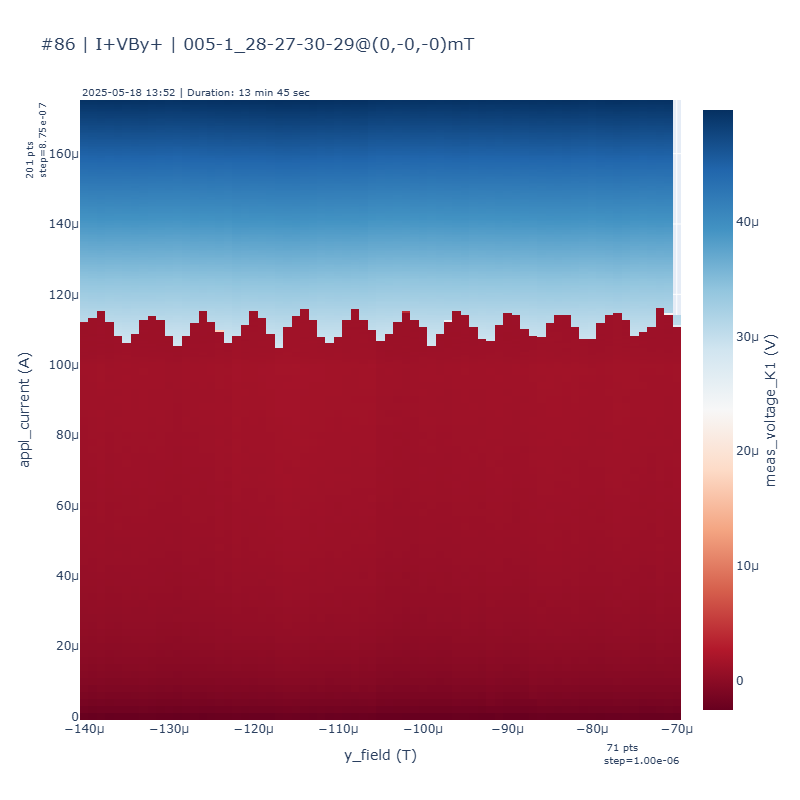 #86 | I+VBy+ | 005-1_28-27-30-29@(0,-0,-0)mT
2025-05-18 13:52 | Duration: 13 min 45 sec
201 pts
step=8.75e-07
160μ
140μ
120μ
100μ
80μ
60μ
40μ
20μ
0
appl_current (A)
−140μ
−130μ
−120μ
−110μ
−100μ
−90μ
−80μ
−70μ
y_field (T)
71 pts
step=1.00e-06
40μ
30μ
20μ
10μ
0
meas_voltage_K1 (V)